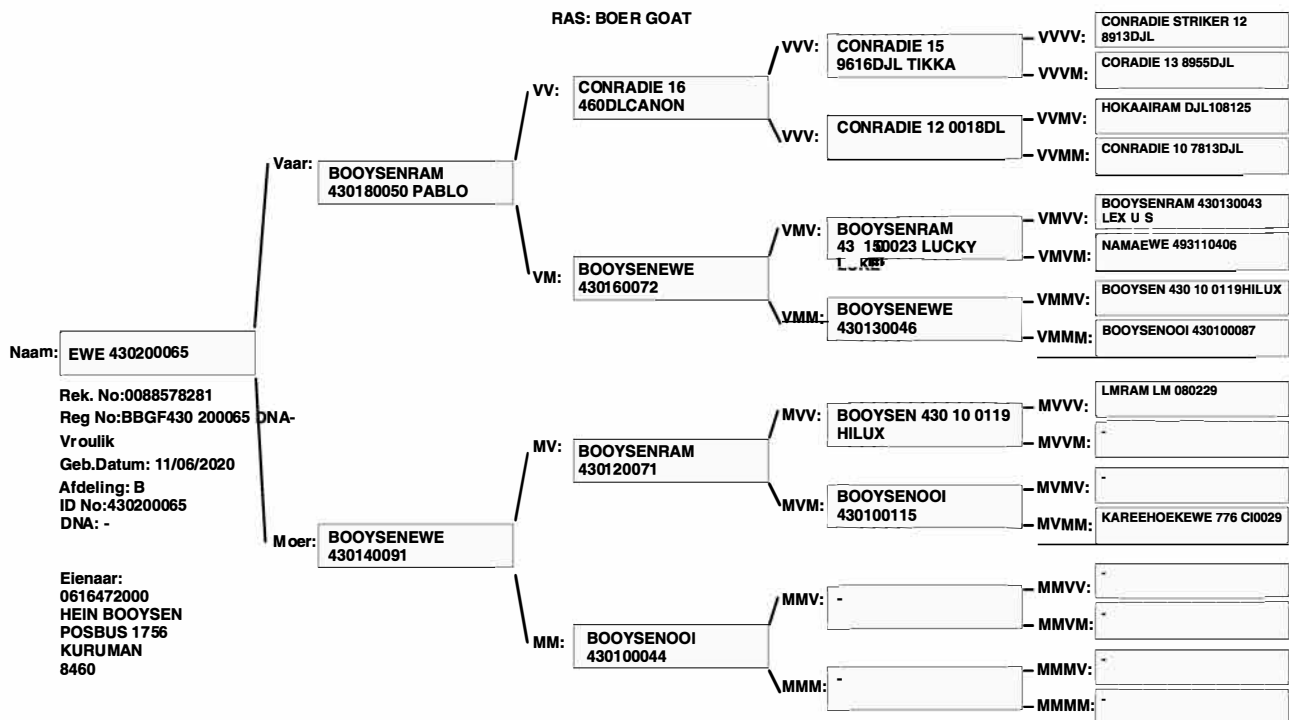 RAS: BOER GOAT
Naam: EWE 430200065
Rek. No:0088578281
Reg No:BBGF430 200065 DNA-
Vroulik
Geb.Datum: 11/06/2020
Afdeling: B
ID No:430200065
DNA: -
Eienaar:
0616472000
HEIN BOOYSEN
POSBUS 1756
KURUMAN
8460
Vaar: BOOYSENRAM
430180050 PABLO
Moer: BOOYSENEWE
430140091
VV: CONRADIE 16
460DLCANON
VM: BOOYSENEWE
430160072
MV: BOOYSENRAM
430120071
MM: BOOYSENOOI
430100044
VVV: CONRADIE 15
9616DJL TIKKA
VVV: CONRADIE 12 0018DL
VMV: BOOYSENRAM
43 150023 LUCKY
VMM: BOOYSENEWE
430130046
MVV: BOOYSEN 430 10 0119
HILUX
MVM: BOOYSENOOI
430100115
MMV: -
MMM: -
VVVV: CONRADIE STRIKER 12
8913DJL
VVVM: CORADIE 13 8955DJL
VVMV: HOKAAIRAM DJL108125
VVMM: CONRADIE 10 7813DJL
VMVV: BOOYSENRAM 430130043
LEX U S
VMVM: NAMAEWE 493110406
VMMV: BOOYSEN 430 10 0119HILUX
VMMM: BOOYSENOOI 430100087
MVVV: LMRAM LM 080229
MVVM: -
MVMV: -
MVMM: KAREEHOEKEWE 776 CI0029
MMVV: -
MMVM: -
MMMV: -
MMMM: -